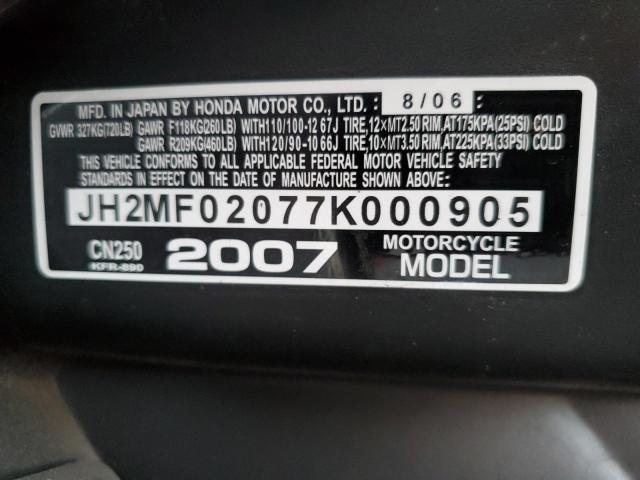 MFD. IN JAPAN BY HONDA MOTOR CO., LTD. : 8/06 :
GVWR 327KG(720LB) GAWR F118KG(260LB) WITH110/100-12 67J TIRE,12×MT2.50 RIM,AT175KPA(25PSI) COLD
GAWR R209KG(460LB) WITH120/90-10 66J TIRE,10×MT3.50 RIM,AT225KPA(33PSI) COLD
THIS VEHICLE CONFORMS TO ALL APPLICABLE FEDERAL MOTOR VEHICLE SAFETY
STANDARDS IN EFFECT ON THE DATE OF MANUFACTURE SHOWN ABOVE:
JH2MF02077K000905
CN250 2007 MOTORCYCLE
KFR-890 MODEL